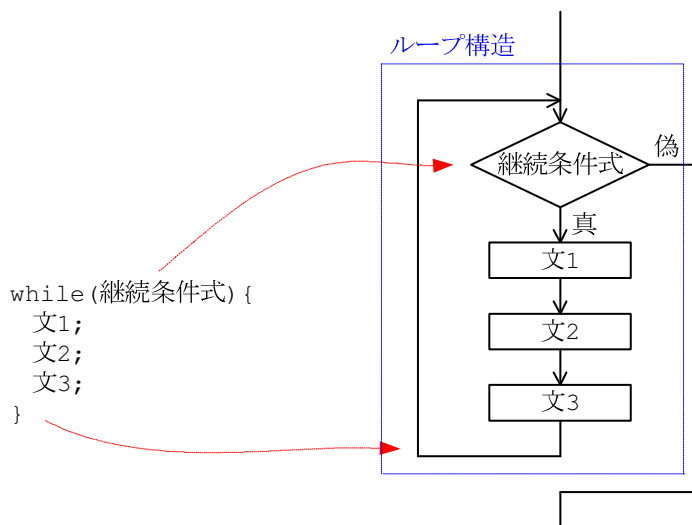 ループ構造
継続条件式
偽
真
文1
文2
文3
while(継続条件式){
文1;
文2;
文3;
}